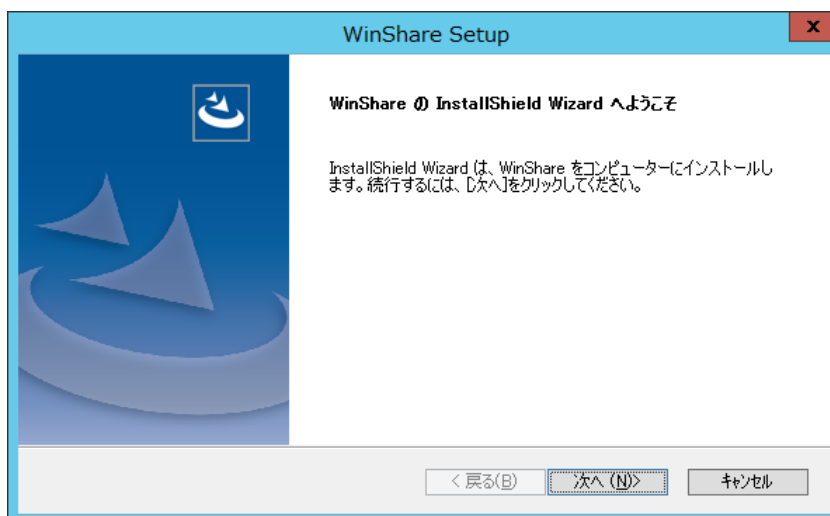 WinShare Setup
x
WinShare の InstallShield Wizard へようこそ
InstallShield Wizard は、WinShare をコンピューターにインストールし
ます。続行するには、[次へ]をクリックしてください。
< 戻る(B)
次へ (N)>
キャンセル